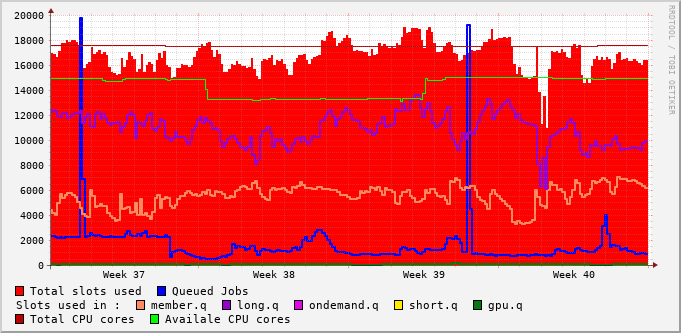 20000
18000
16000
14000
12000
10000
8000
6000
4000
2000
0
Week 37 Week 38 Week 39 Week 40
Total slots used Queued Jobs
Slots used in : member.q long.q ondemand.q short.q gpu.q
Total CPU cores Availale CPU cores
RRDTOOL / TOBI OETIKER